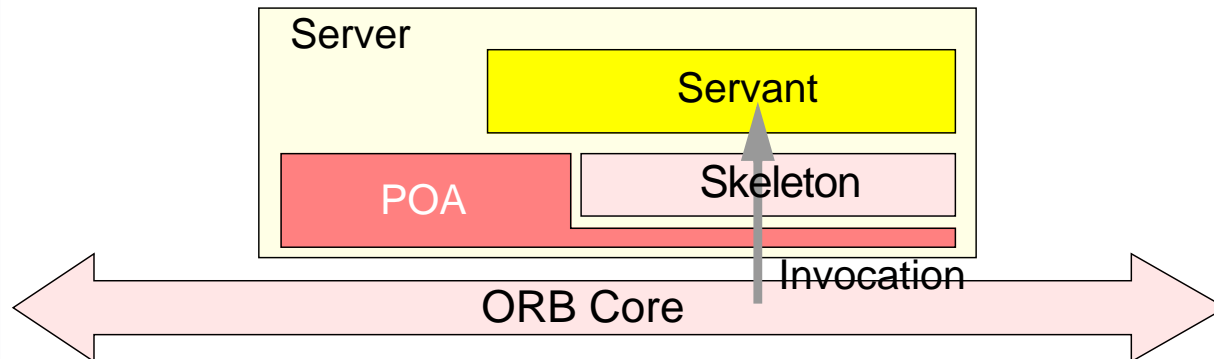 Server
Servant
POA
Skeleton
Invocation
ORB Core